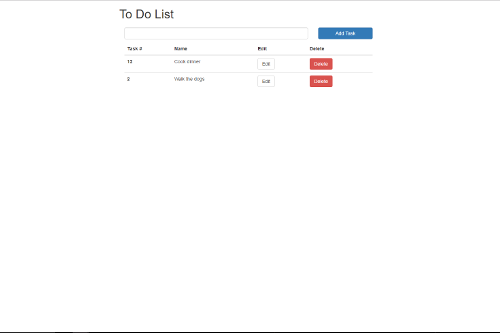 To Do List
Add Task
Task # Name Edit Delete
12 Cook dinner Edit Delete
2 Walk the dogs Edit Delete